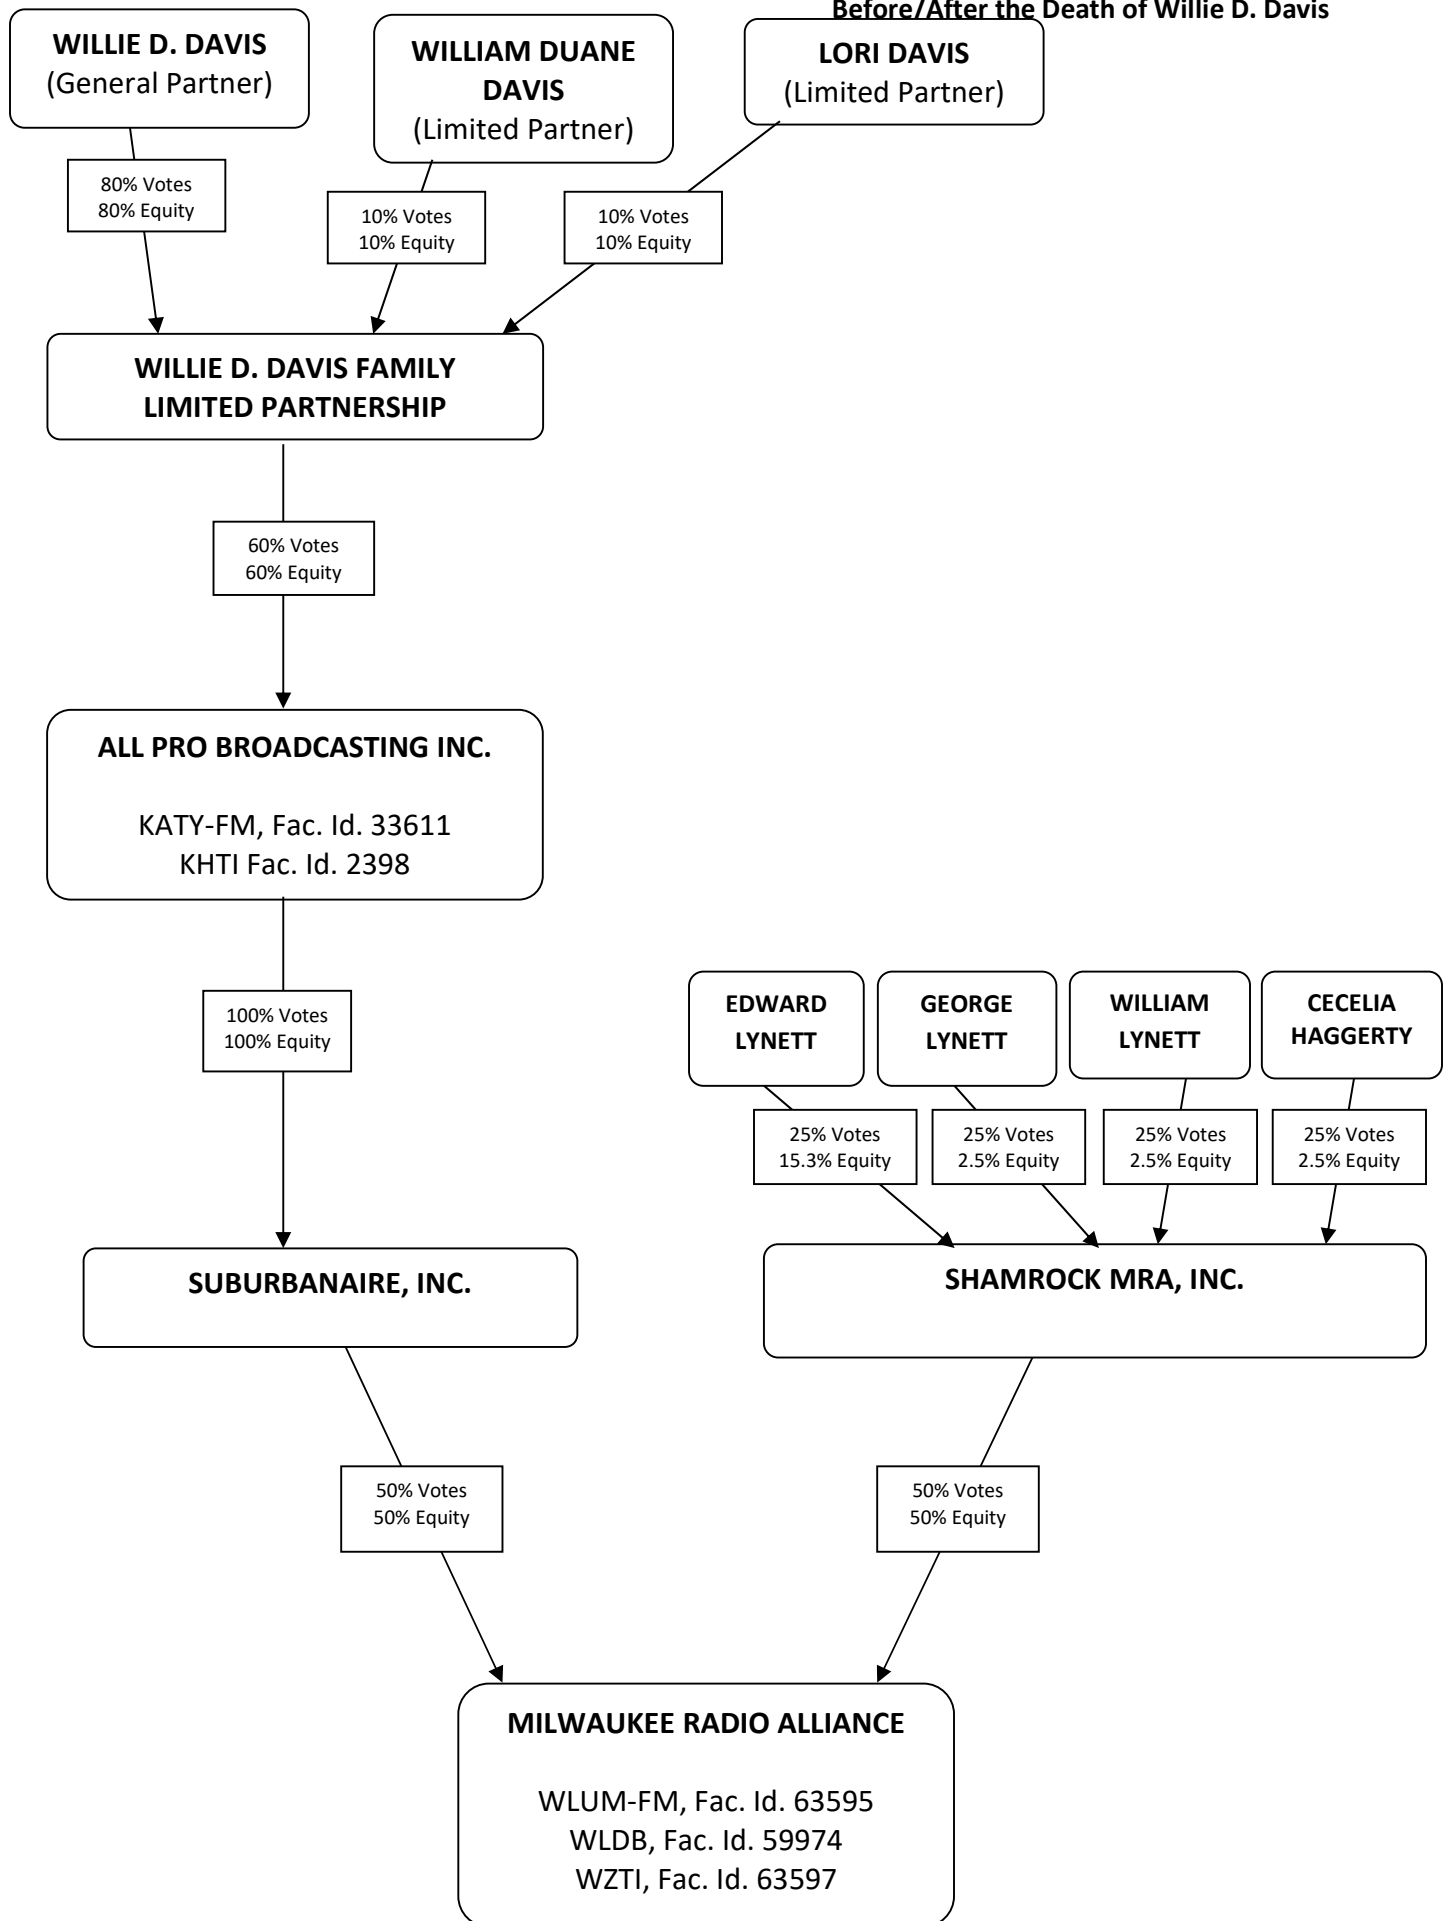 Before/After the Death of Willie D. Davis
WILLIE D. DAVIS
(General Partner)
WILLIAM DUANE
DAVIS
(Limited Partner)
LORI DAVIS
(Limited Partner)
80% Votes
80% Equity
10% Votes
10% Equity
10% Votes
10% Equity
WILLIE D. DAVIS FAMILY
LIMITED PARTNERSHIP
60% Votes
60% Equity
ALL PRO BROADCASTING INC.
KATY-FM, Fac. Id. 33611
KHTI Fac. Id. 2398
100% Votes
100% Equity
EDWARD
LYNETT
GEORGE
LYNETT
WILLIAM
LYNETT
CECELIA
HAGGERTY
25% Votes
15.3% Equity
25% Votes
2.5% Equity
25% Votes
2.5% Equity
25% Votes
2.5% Equity
SUBURBANAIRE, INC.
SHAMROCK MRA, INC.
50% Votes
50% Equity
50% Votes
50% Equity
MILWAUKEE RADIO ALLIANCE
WLUM-FM, Fac. Id. 63595
WLDB, Fac. Id. 59974
WZTI, Fac. Id. 63597